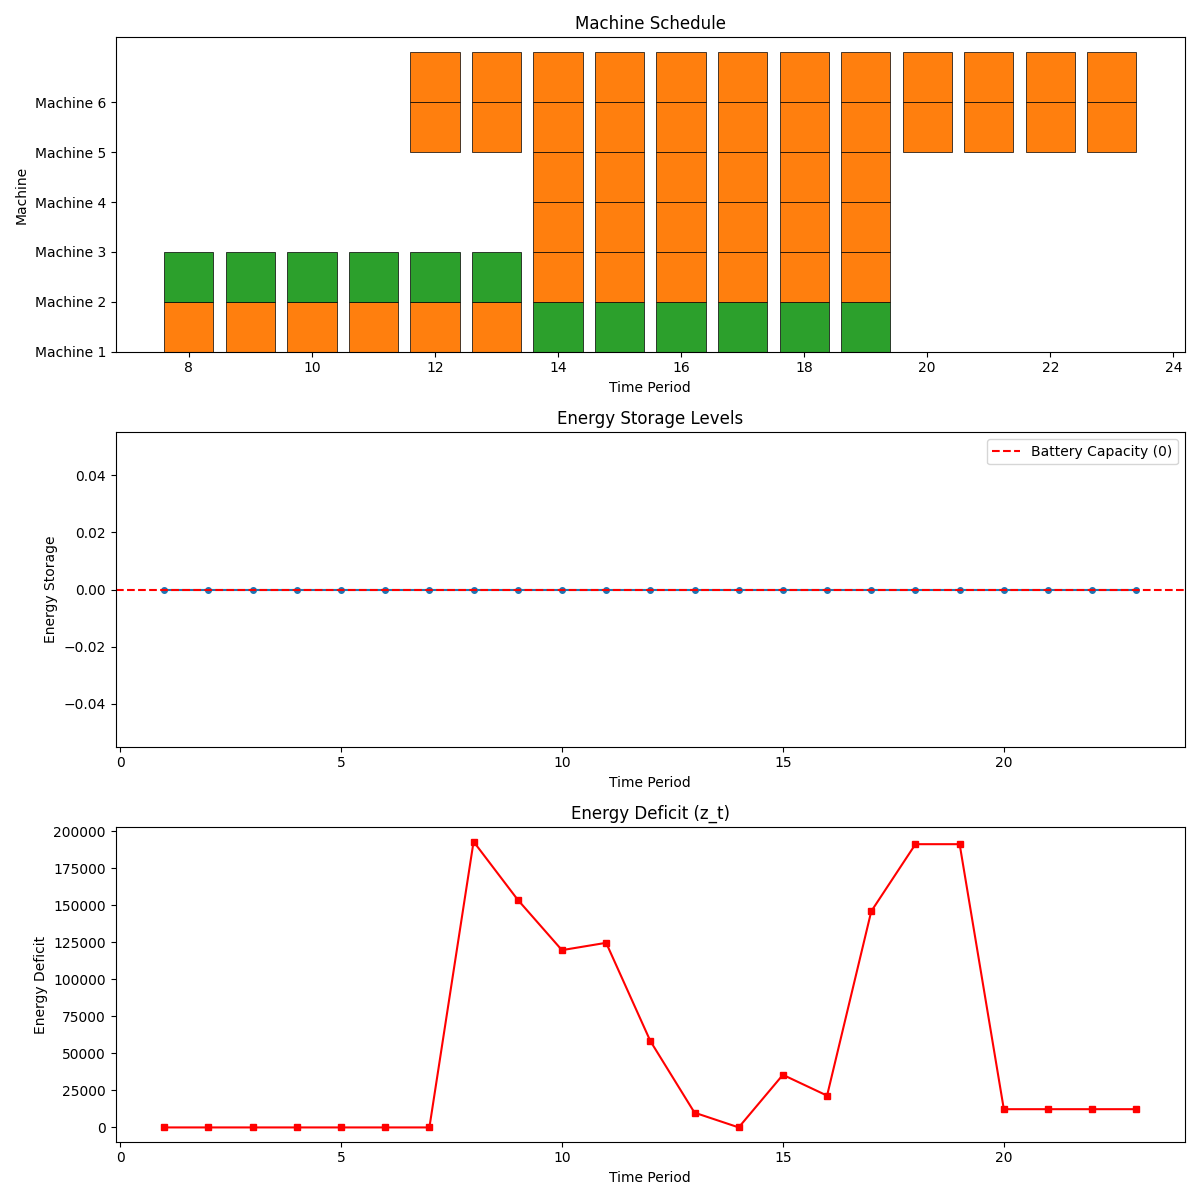 Machine Schedule
Machine
Machine 6
Machine 5
Machine 4
Machine 3
Machine 2
Machine 1
8 10 12 14 16 18 20 22 24
Time Period
Energy Storage Levels
Battery Capacity (0)
Energy Storage
0.04
0.02
0.00
−0.02
−0.04
0 5 10 15 20
Time Period
Energy Deficit (z_t)
Energy Deficit
200000
175000
150000
125000
100000
75000
50000
25000
0
0 5 10 15 20
Time Period